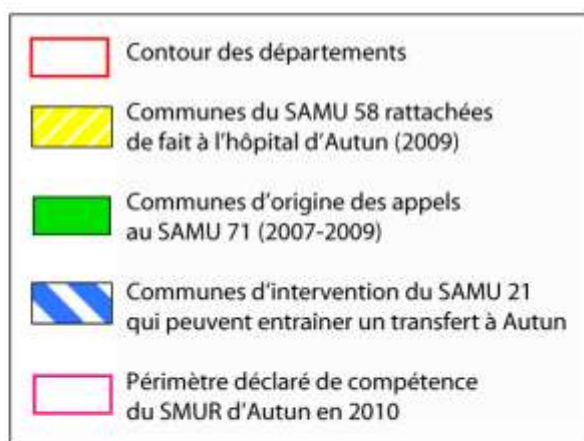 Contour des départements
Communes du SAMU 58 rattachées
de fait à l'hôpital d'Autun (2009)
Communes d'origine des appels
au SAMU 71 (2007-2009)
Communes d'intervention du SAMU 21
qui peuvent entrainer un transfert à Autun
Périmètre déclaré de compétence
du SMUR d'Autun en 2010